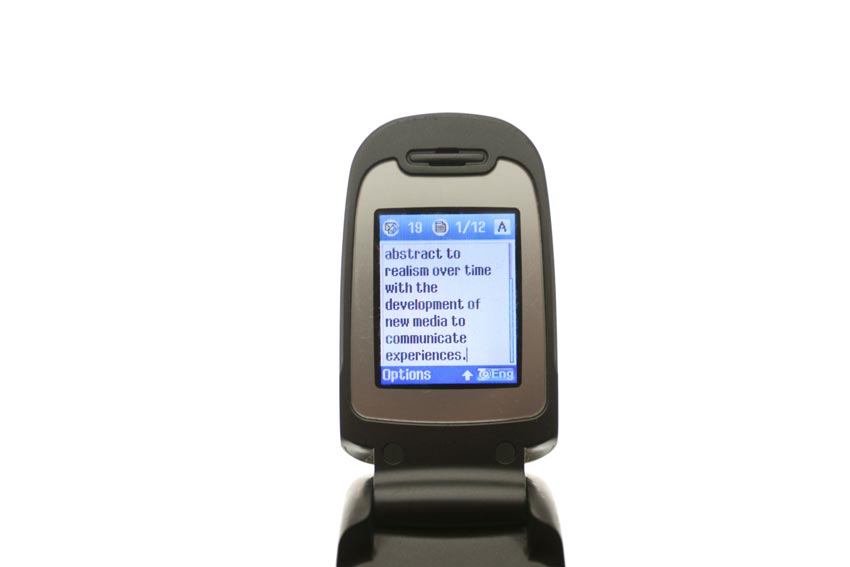 19 1/12 A
abstract to
realism over time
with the
development of
new media to
communicate
experiences.
Options Eng